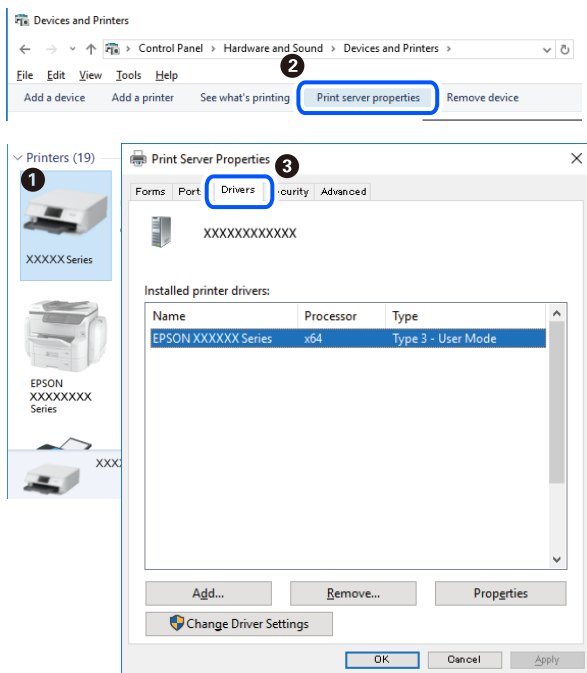 Devices and Printers
Control Panel > Hardware and Sound > Devices and Printers >
File Edit View Tools Help
2
Add a device Add a printer See what's printing Print server properties Remove device
Printers (19)
1
XXXXX Series
EPSON
XXXXXXXX
Series
XXX
Print Server Properties
3
Forms Port Drivers curity Advanced
XXXXXXXXXXXX
Installed printer drivers:
Name Processor Type
EPSON XXXXXX Series x64 Type 3 - User Mode
Add... Remove... Properties
Change Driver Settings
OK Cancel Apply